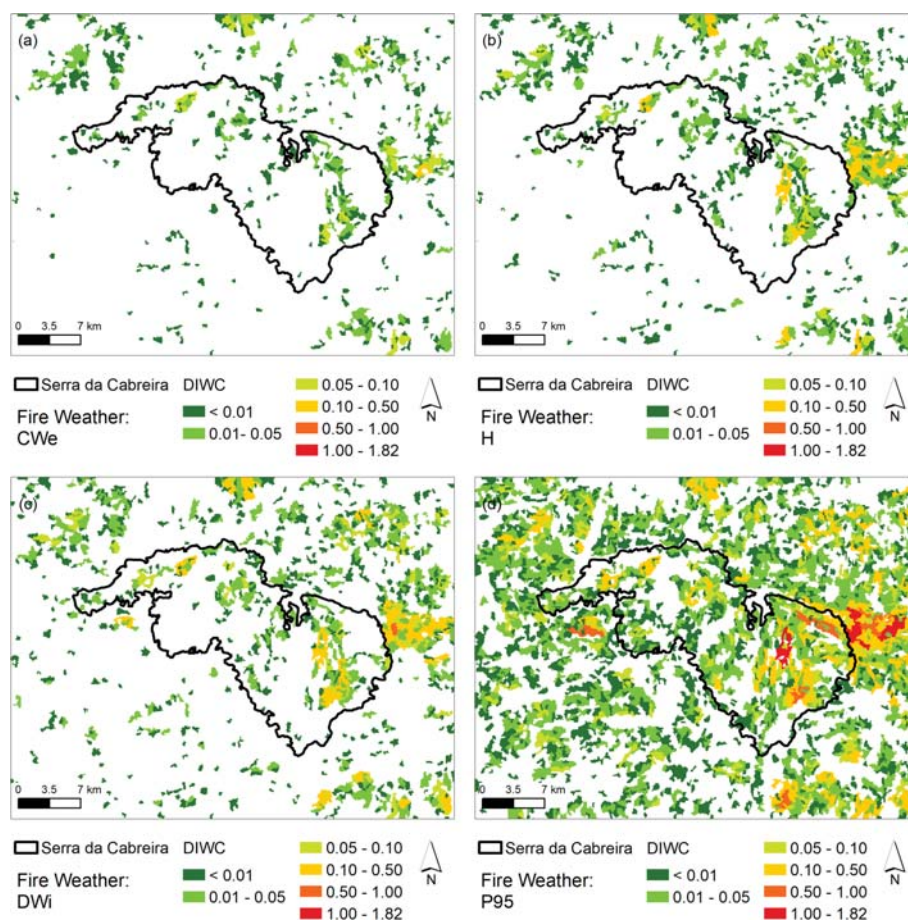 (a)
0 3.5 7 km
Serra da Cabreira DIWC 0.05 - 0.10
Fire Weather: < 0.01 0.10 - 0.50
CWe 0.01- 0.05 0.50 - 1.00
1.00 - 1.82
N
(b)
0 3.5 7 km
Serra da Cabreira DIWC 0.05 - 0.10
Fire Weather: < 0.01 0.10 - 0.50
H 0.01- 0.05 0.50 - 1.00
1.00 - 1.82
N
(c)
0 3.5 7 km
Serra da Cabreira DIWC 0.05 - 0.10
Fire Weather: < 0.01 0.10 - 0.50
DWi 0.01- 0.05 0.50 - 1.00
1.00 - 1.82
N
(d)
0 3.5 7 km
Serra da Cabreira DIWC 0.05 - 0.10
Fire Weather: < 0.01 0.10 - 0.50
P95 0.01- 0.05 0.50 - 1.00
1.00 - 1.82
N